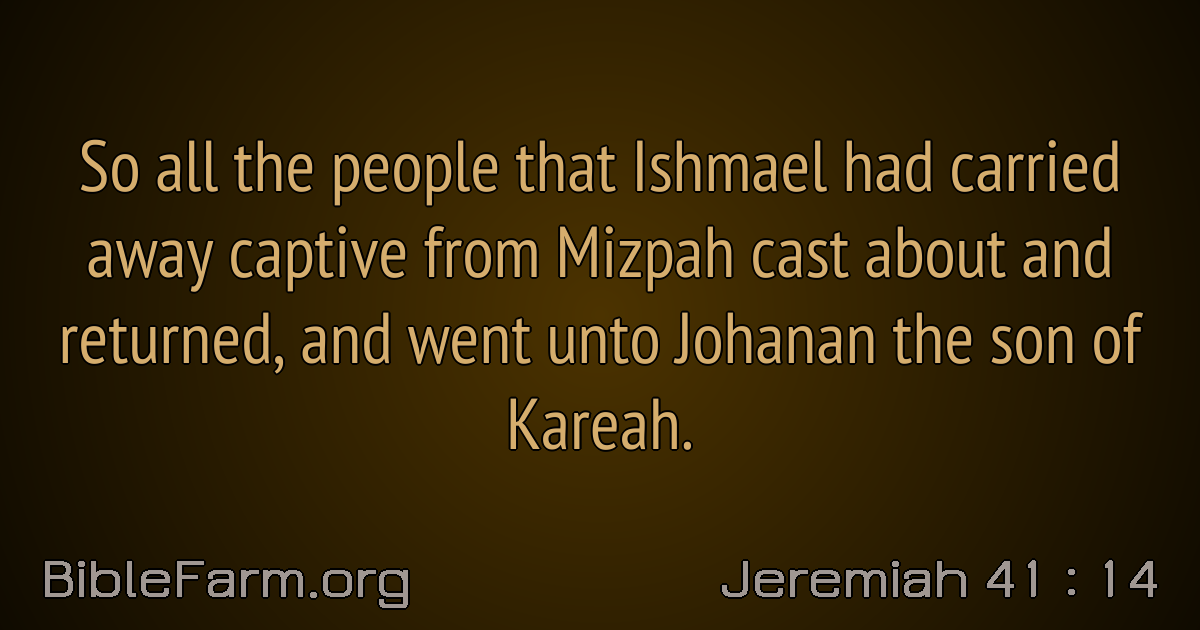 So all the people that Ishmael had carried
away captive from Mizpah cast about and
returned, and went unto Johanan the son of
Kareah.
BibleFarm.org
Jeremiah 41 : 14